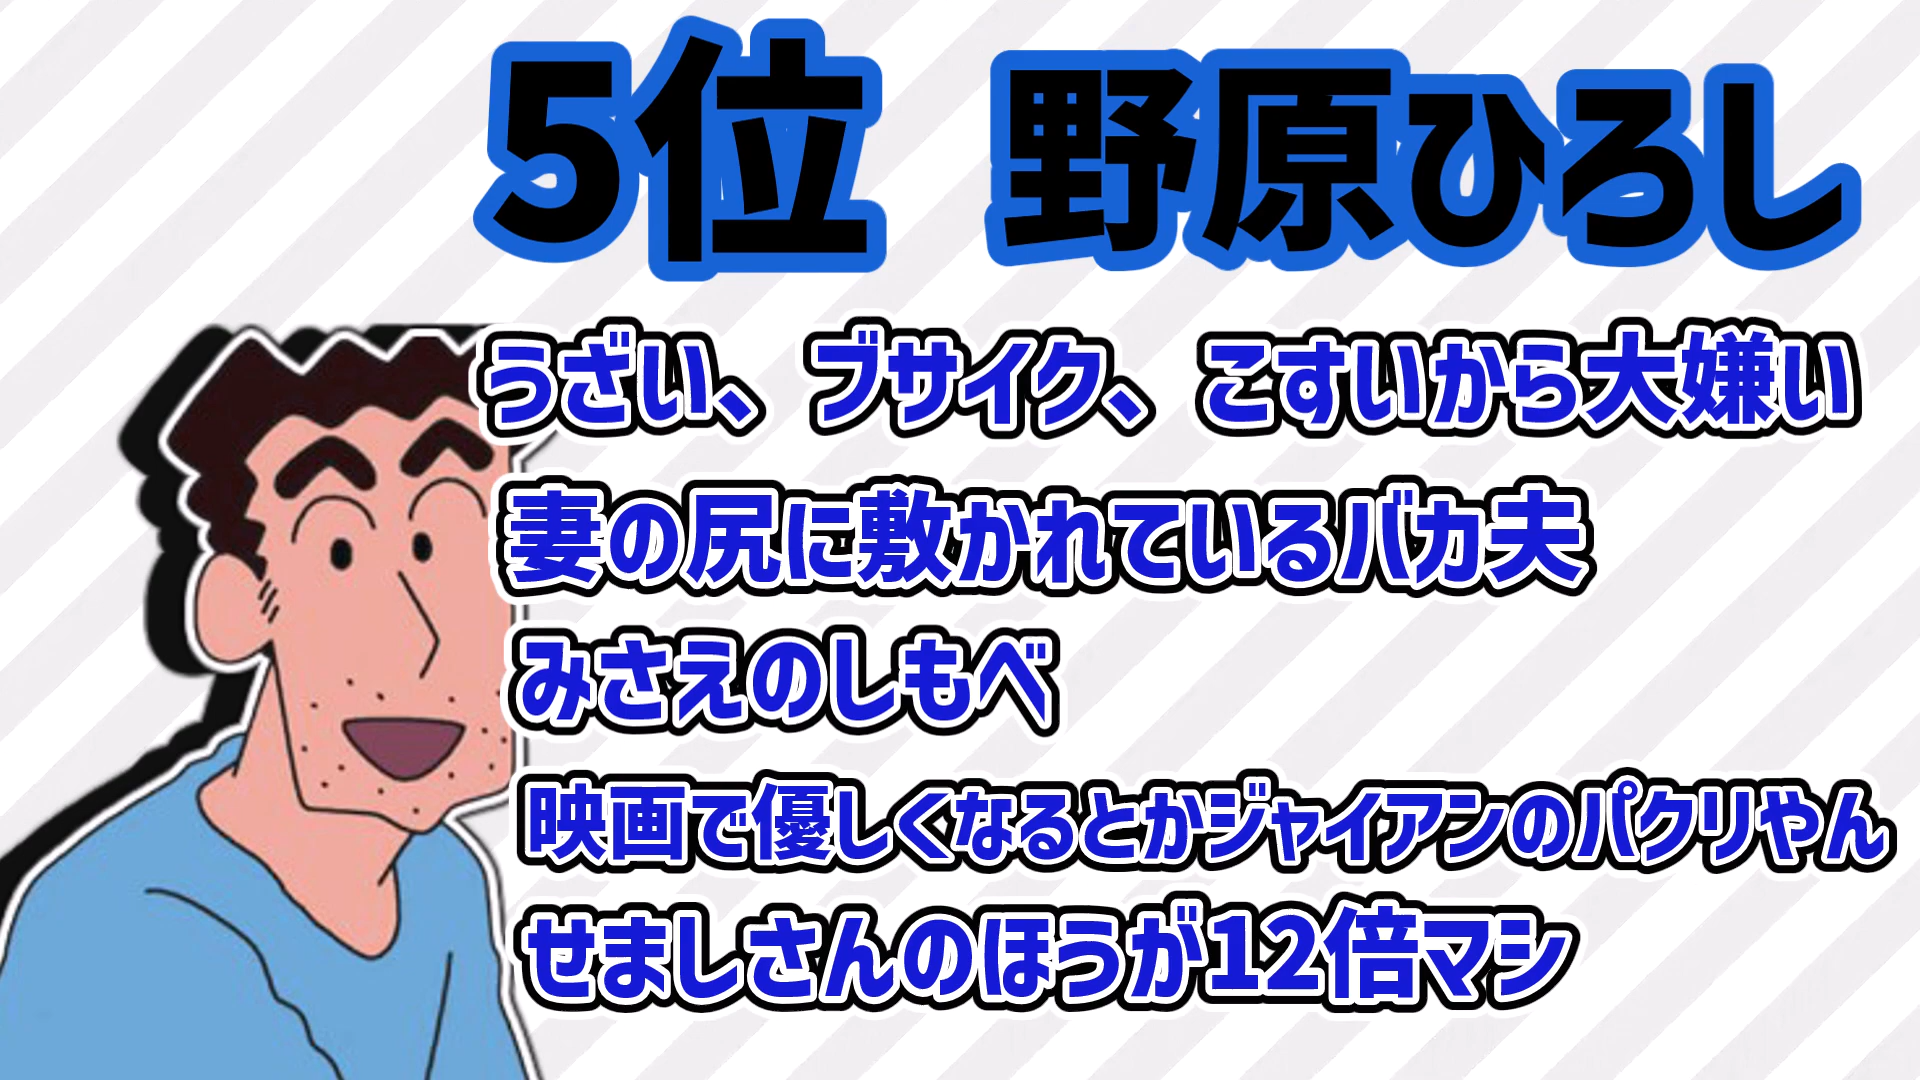 5位 野原ひろし
うざい、ブサイク、こすいから大嫌い
妻の尻に敷かれているバカ夫
みさえのしもべ
映画で優しくなるとかジャイアンのパクリやん
せましさんのほうが12倍マシ